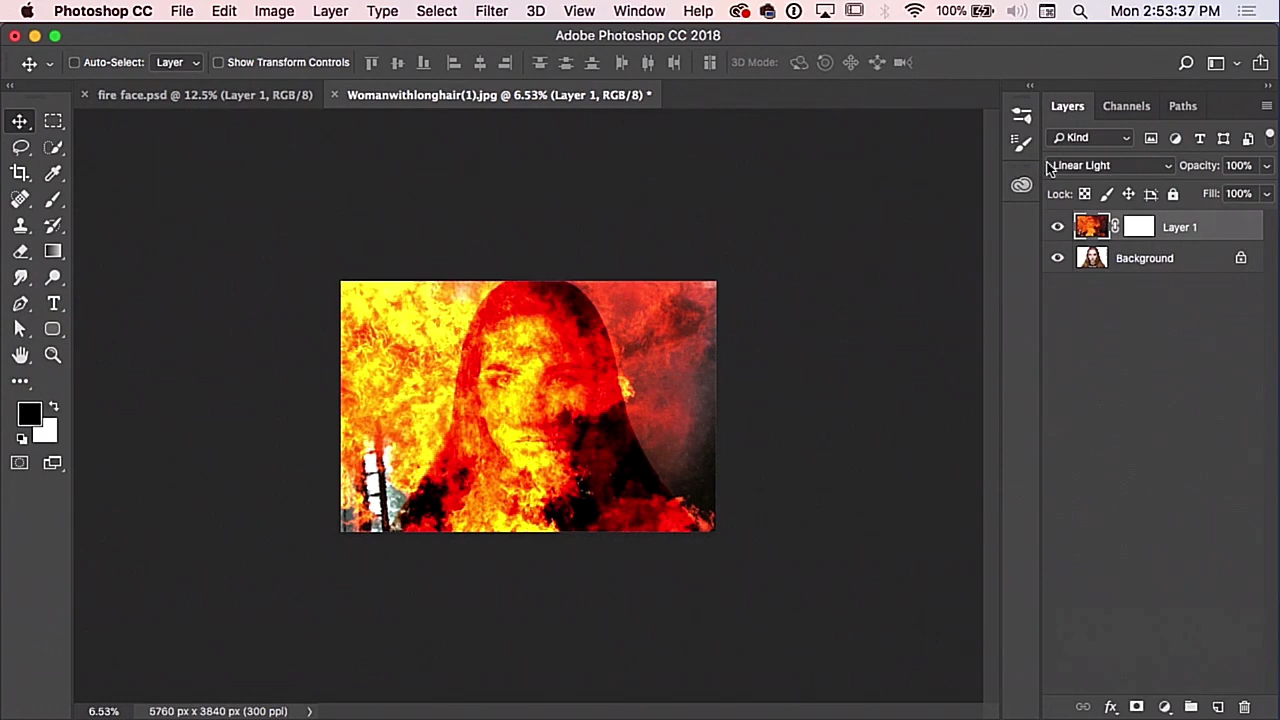 Photoshop CC File Edit Image Layer Type Select Filter 3D View Window Help 100% Mon 2:53:37 PM
Adobe Photoshop CC 2018
Auto-Select: Layer Show Transform Controls 3D Mode:
× fire face.psd @ 12.5% (Layer 1, RGB/8) × Womanwithlonghair(1).jpg @ 6.53% (Layer 1, RGB/8) *
Layers Channels Paths
Kind
Linear Light Opacity: 100%
Lock: Fill: 100%
Layer 1
Background
6.53% 5760 px x 3840 px (300 ppi)